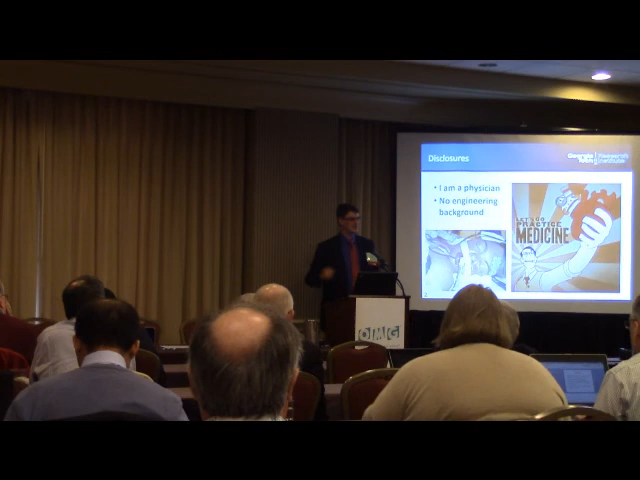 Disclosures
Georgia Tech Research Institute
• I am a physician
• No engineering
background
LET'S GO
PRACTICE
MEDICINE
OMG